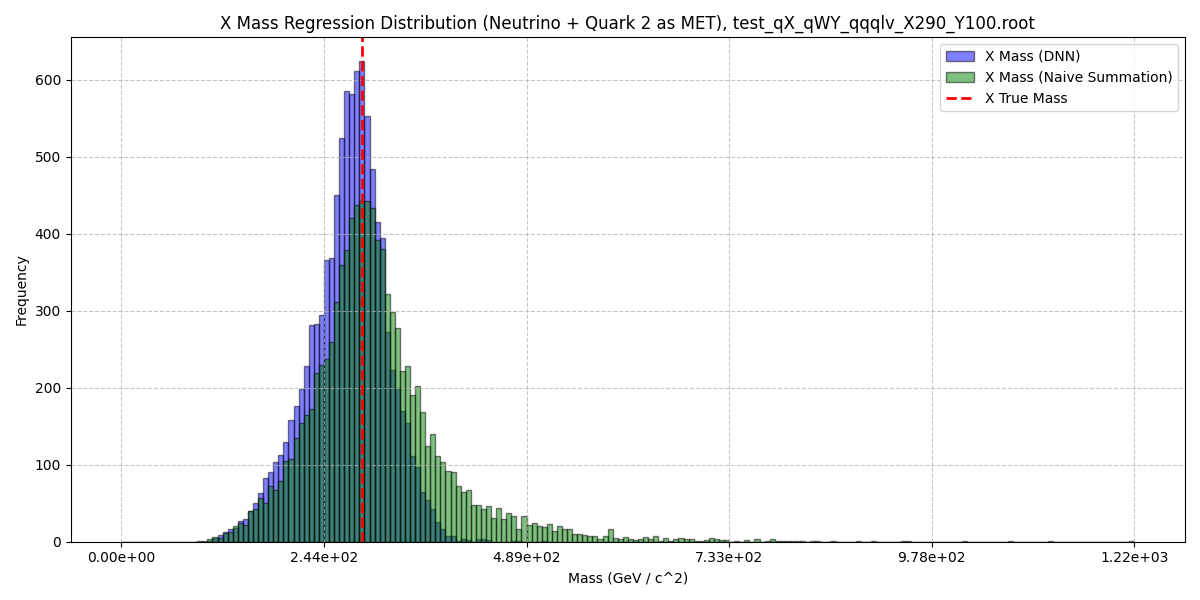 X Mass Regression Distribution (Neutrino + Quark 2 as MET), test_qX_qWY_qqqlv_X290_Y100.root
X Mass (DNN)
X Mass (Naive Summation)
X True Mass
Frequency
600
500
400
300
200
100
0
0.00e+00 2.44e+02 4.89e+02 7.33e+02 9.78e+02 1.22e+03
Mass (GeV / c^2)